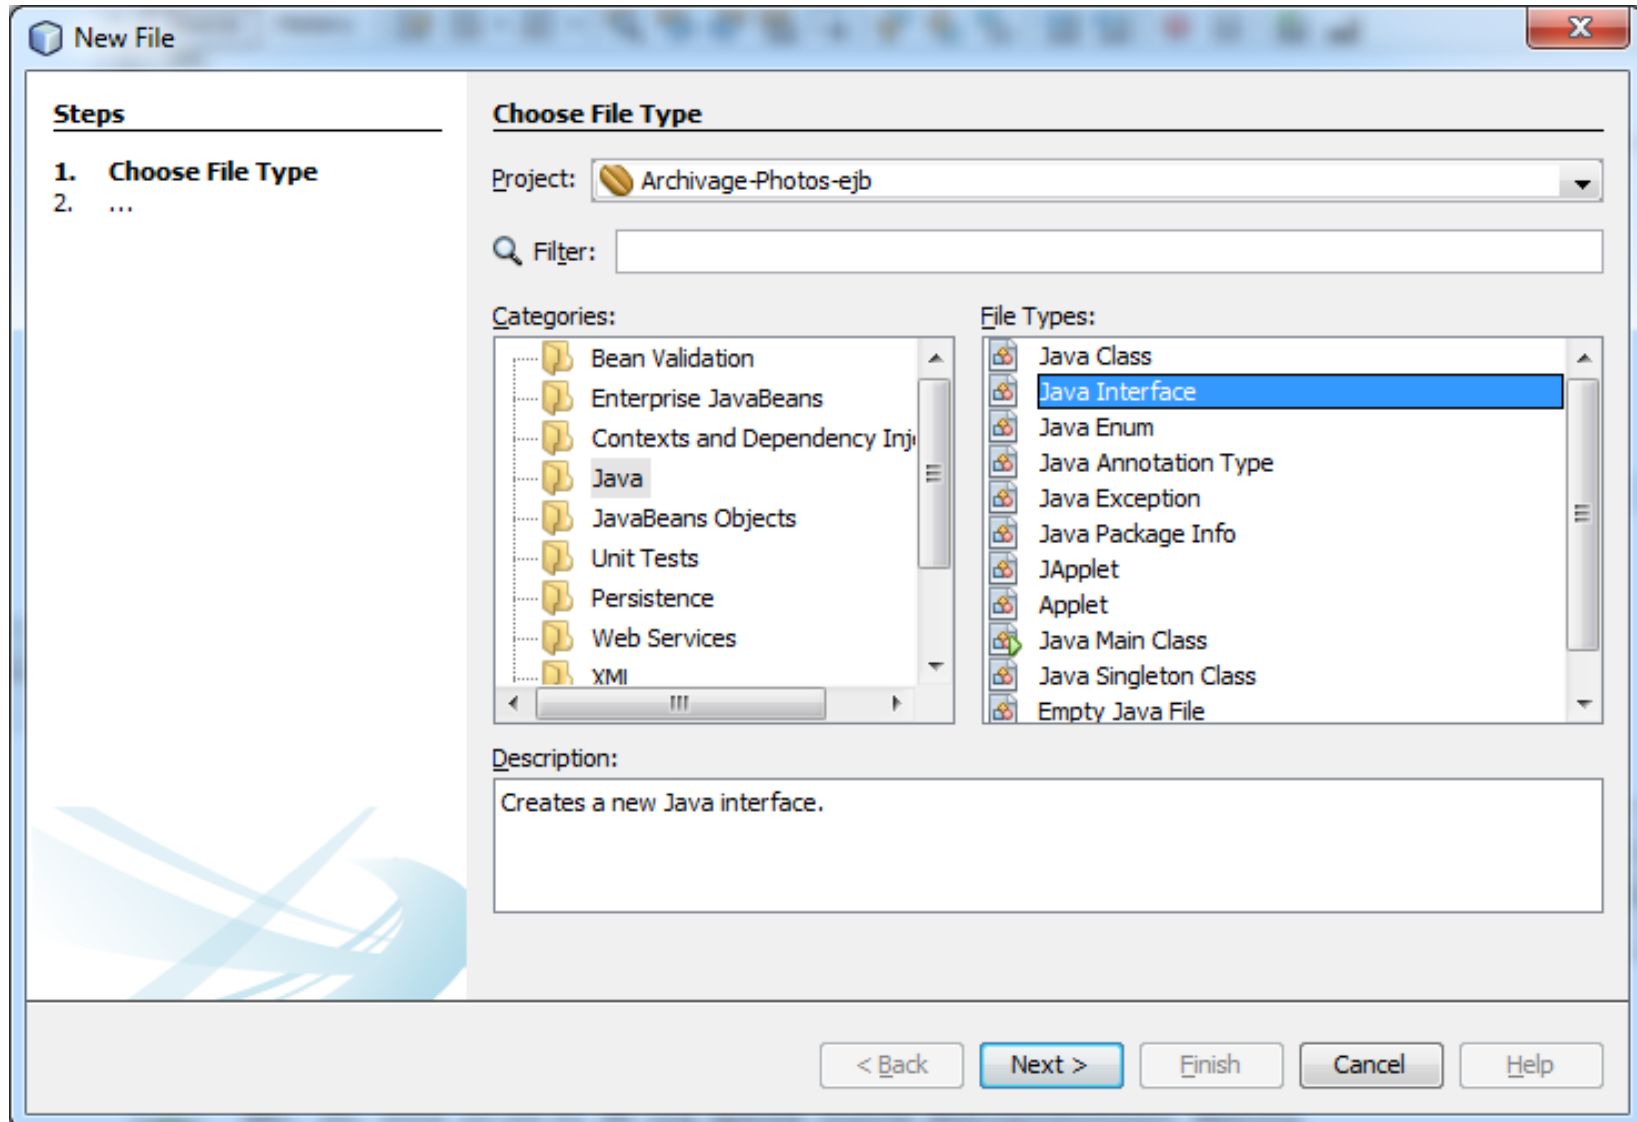 New File
X
Steps
1. Choose File Type
2. ...
Choose File Type
Project: Archivage-Photos-ejb
Filter:
Categories:
Bean Validation
Enterprise JavaBeans
Contexts and Dependency Inj
Java
JavaBeans Objects
Unit Tests
Persistence
Web Services
XML
File Types:
Java Class
Java Interface
Java Enum
Java Annotation Type
Java Exception
Java Package Info
JApplet
Applet
Java Main Class
Java Singleton Class
Empty Java File
Description:
Creates a new Java interface.
< Back
Next >
Finish
Cancel
Help